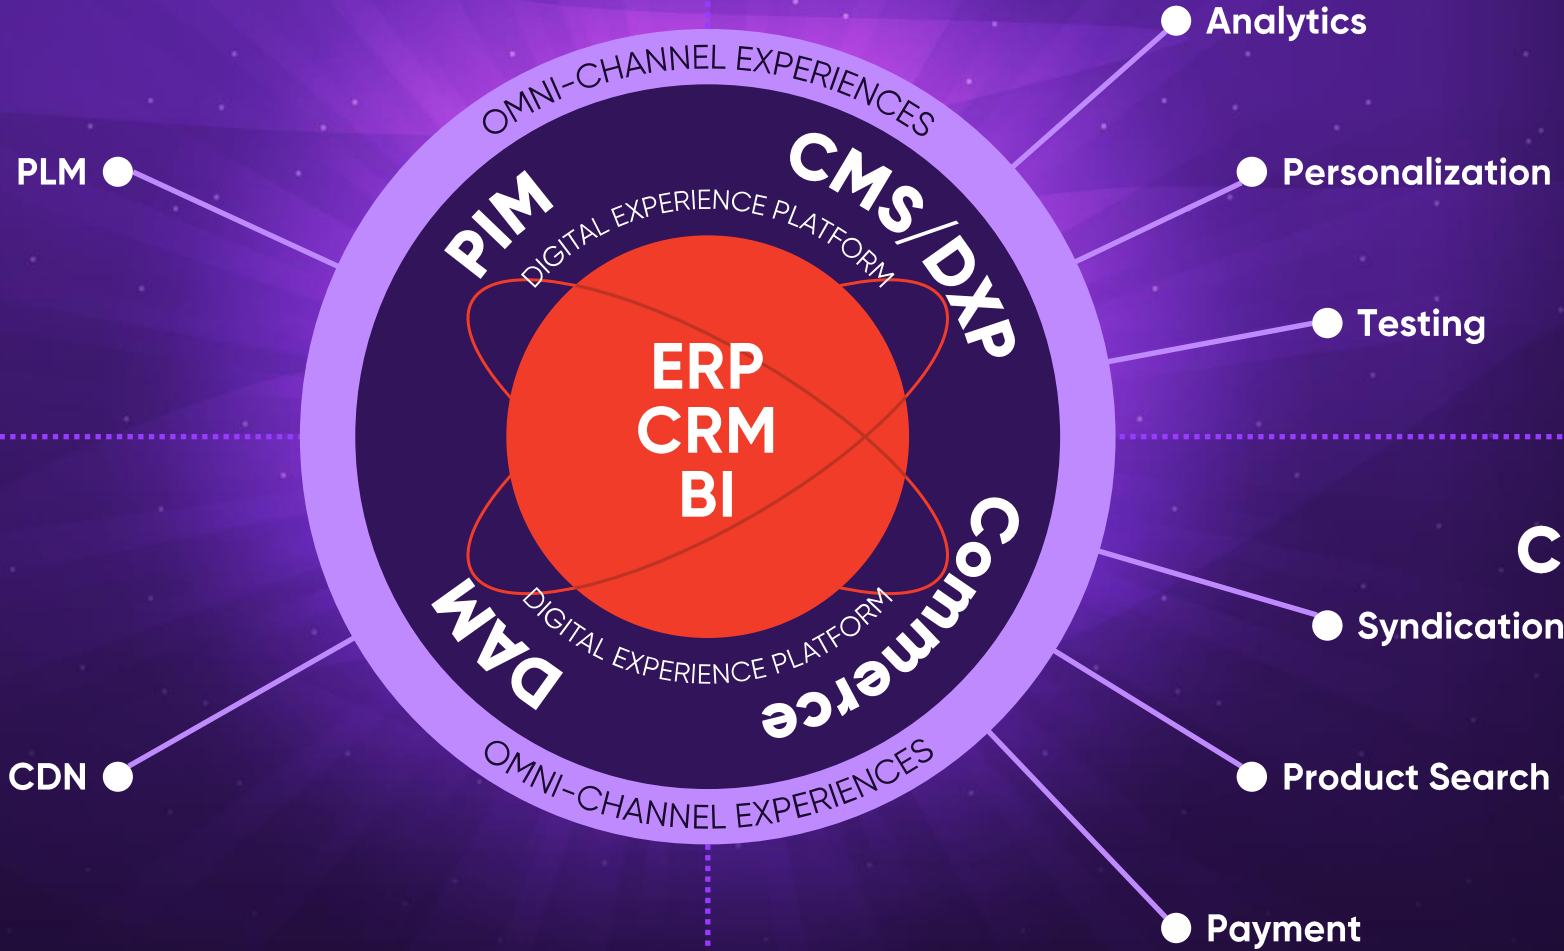 Analytics
OMNI-CHANNEL EXPERIENCES
PLM
Personalization
PIM
CMS/DXP
DIGITAL EXPERIENCE PLATFORM
Testing
ERP
CRM
BI
C
Commerce
DAM
DIGITAL EXPERIENCE PLATFORM
Syndication
OMNI-CHANNEL EXPERIENCES
CDN
Product Search
Payment